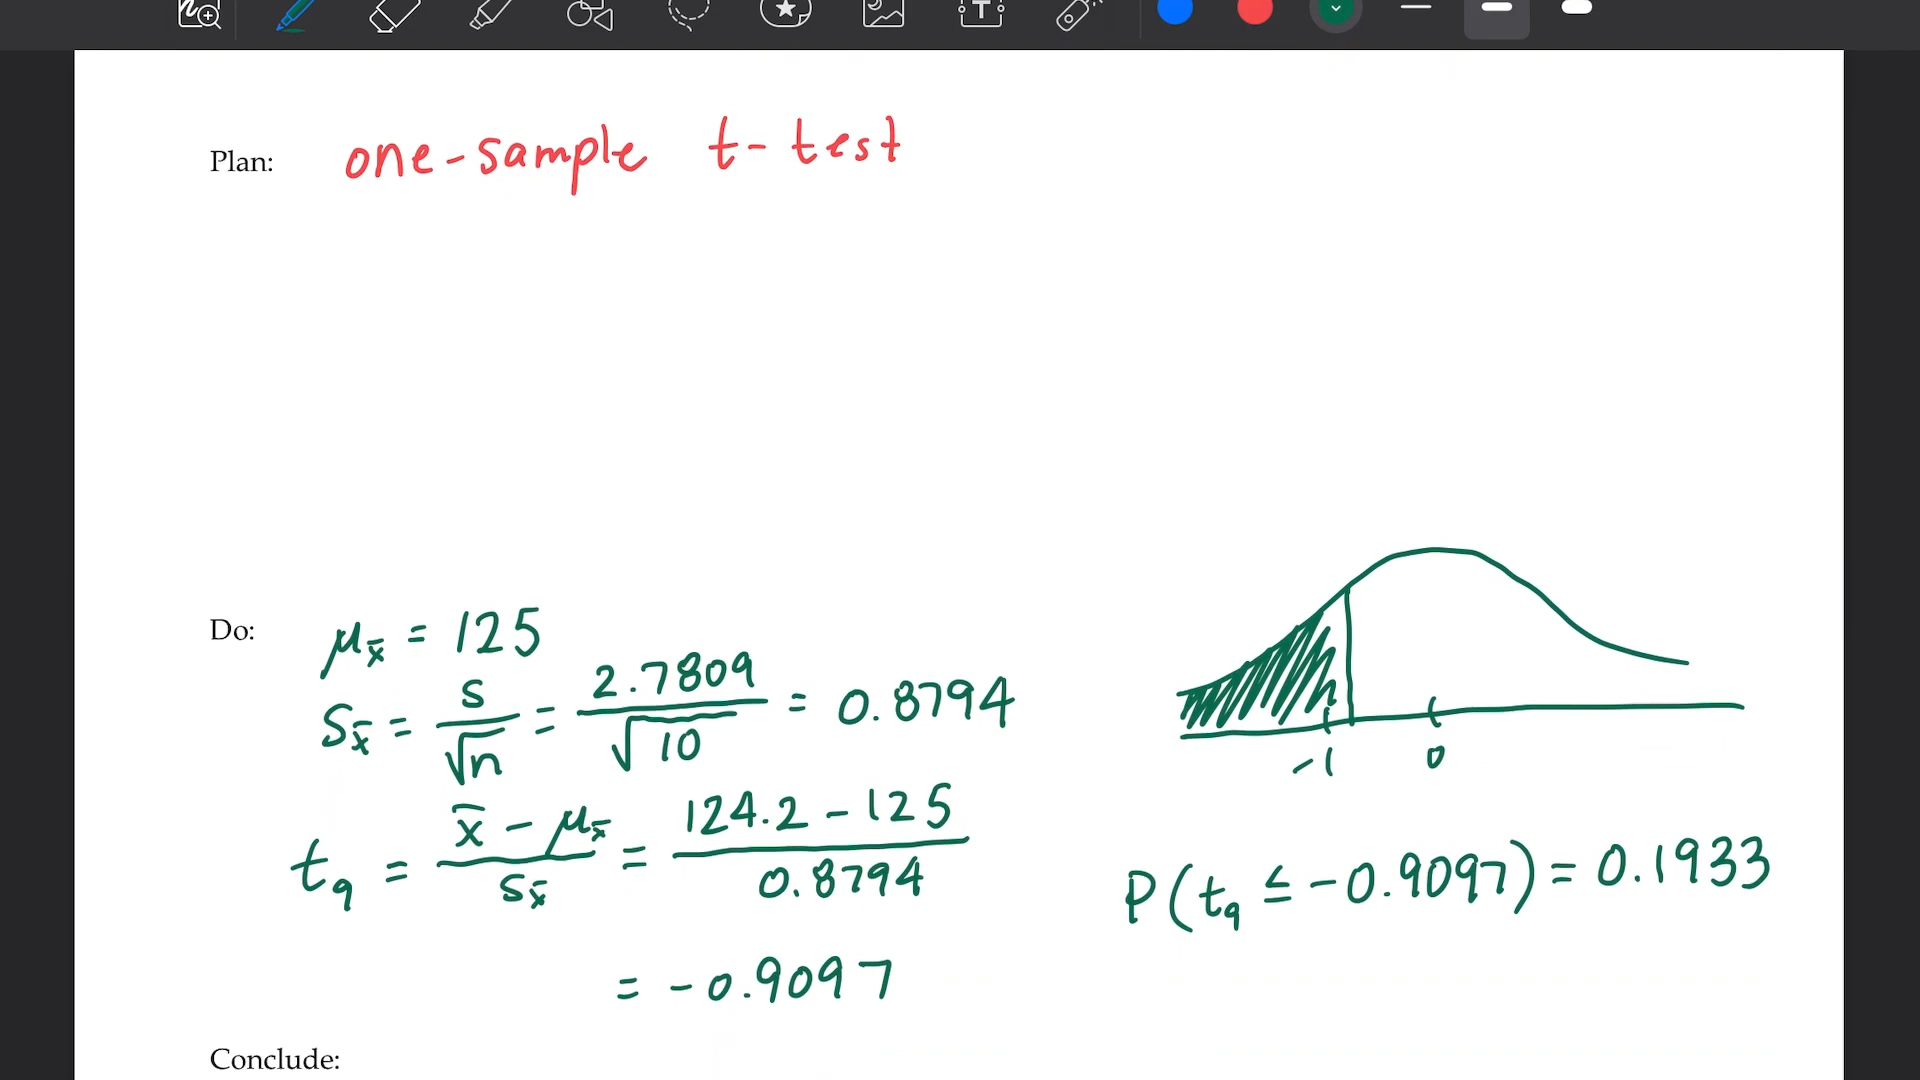 Plan: one-sample t-test
Do: μx̄ = 125
sx̄ = s/√n = 2.7809/√10 = 0.8794
-1 0
t9 = (x̄ - μx̄)/sx̄ = (124.2 - 125)/0.8794
P(t9 ≤ -0.9097) = 0.1933
= -0.9097
Conclude: